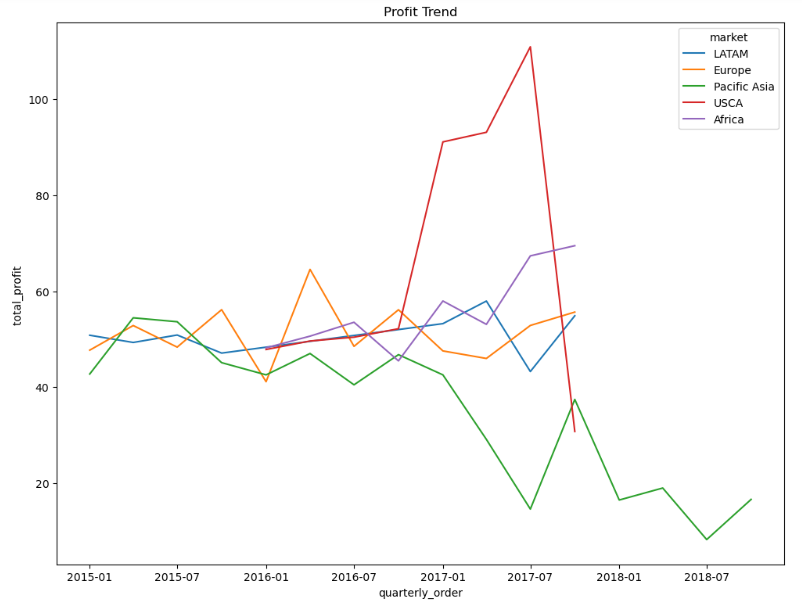 Profit Trend
market
LATAM
Europe
Pacific Asia
USCA
Africa
total_profit
100
80
60
40
20
2015-01 2015-07 2016-01 2016-07 2017-01 2017-07 2018-01 2018-07
quarterly_order